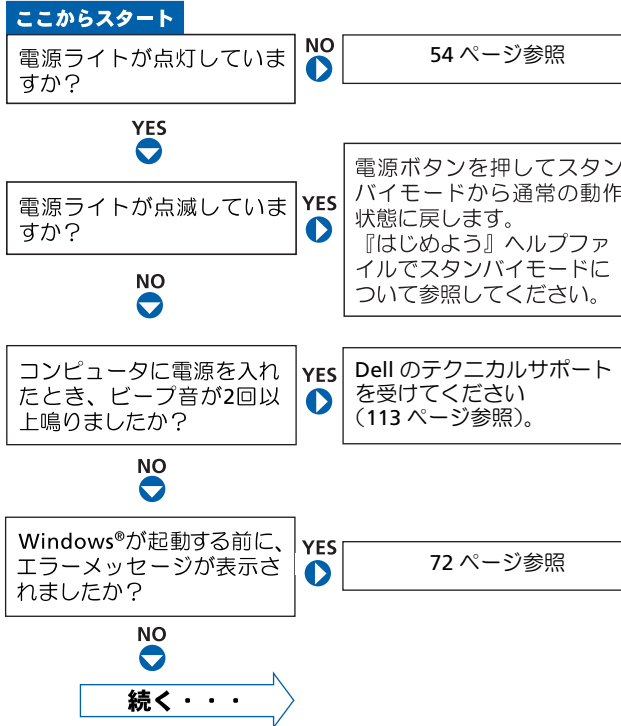 ここからスタート
電源ライトが点灯していま
すか？
NO
54 ページ参照
YES
電源ライトが点滅していま
すか？
YES
電源ボタンを押してスタン
バイモードから通常の動作
状態に戻します。
『はじめよう』ヘルプファ
イルでスタンバイモードに
ついて参照してください。
NO
コンピュータに電源を入れ
たとき、ビープ音が2回以
上鳴りましたか？
YES
Dell のテクニカルサポート
を受けてください
（113 ページ参照）。
NO
Windows®が起動する前に、
エラーメッセージが表示さ
れましたか？
YES
72 ページ参照
NO
続く・・・